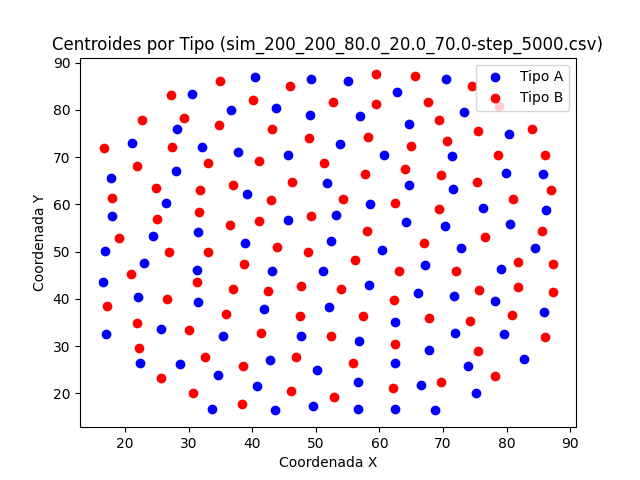 Centroides por Tipo (sim_200_200_80.0_20.0_70.0-step_5000.csv)
Tipo A
Tipo B
90
80
70
60
50
40
30
20
Coordenada Y
20 30 40 50 60 70 80 90
Coordenada X